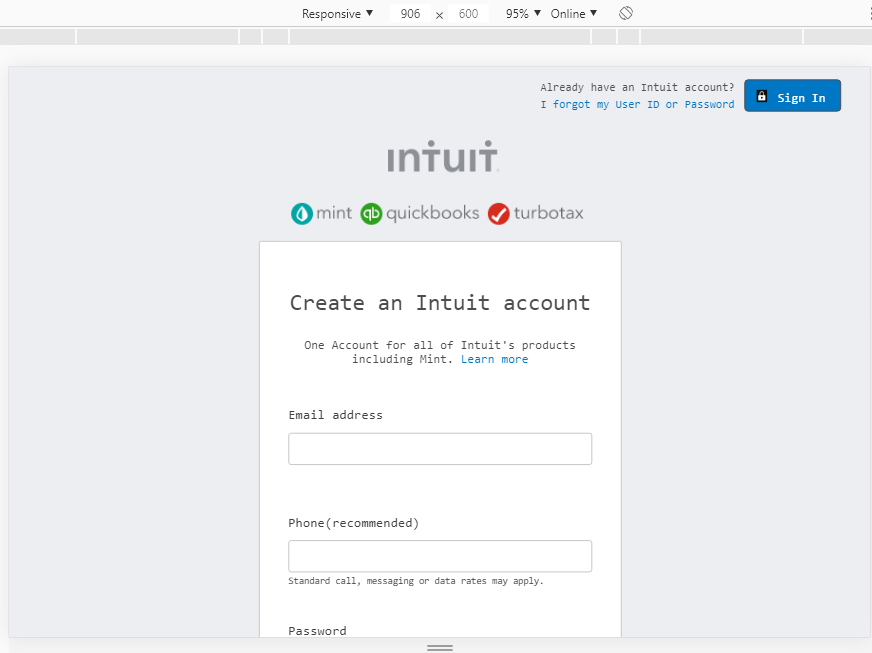 Responsive ▼ 906 × 600 95% ▼ Online ▼
Already have an Intuit account?
I forgot my User ID or Password
Sign In
intuit
mint qb quickbooks turbotax
Create an Intuit account
One Account for all of Intuit's products
including Mint. Learn more
Email address
Phone(recommended)
Standard call, messaging or data rates may apply.
Password